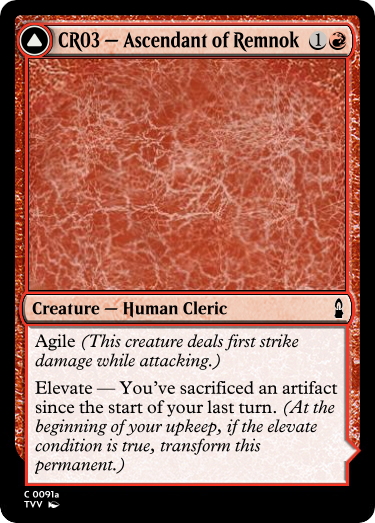 CR03 – Ascendant of Remnok 1
Creature – Human Cleric
Agile (This creature deals first strike
damage while attacking.)
Elevate — You've sacrificed an artifact
since the start of your last turn. (At the
beginning of your upkeep, if the elevate
condition is true, transform this
permanent.)
C 0091a
TVV